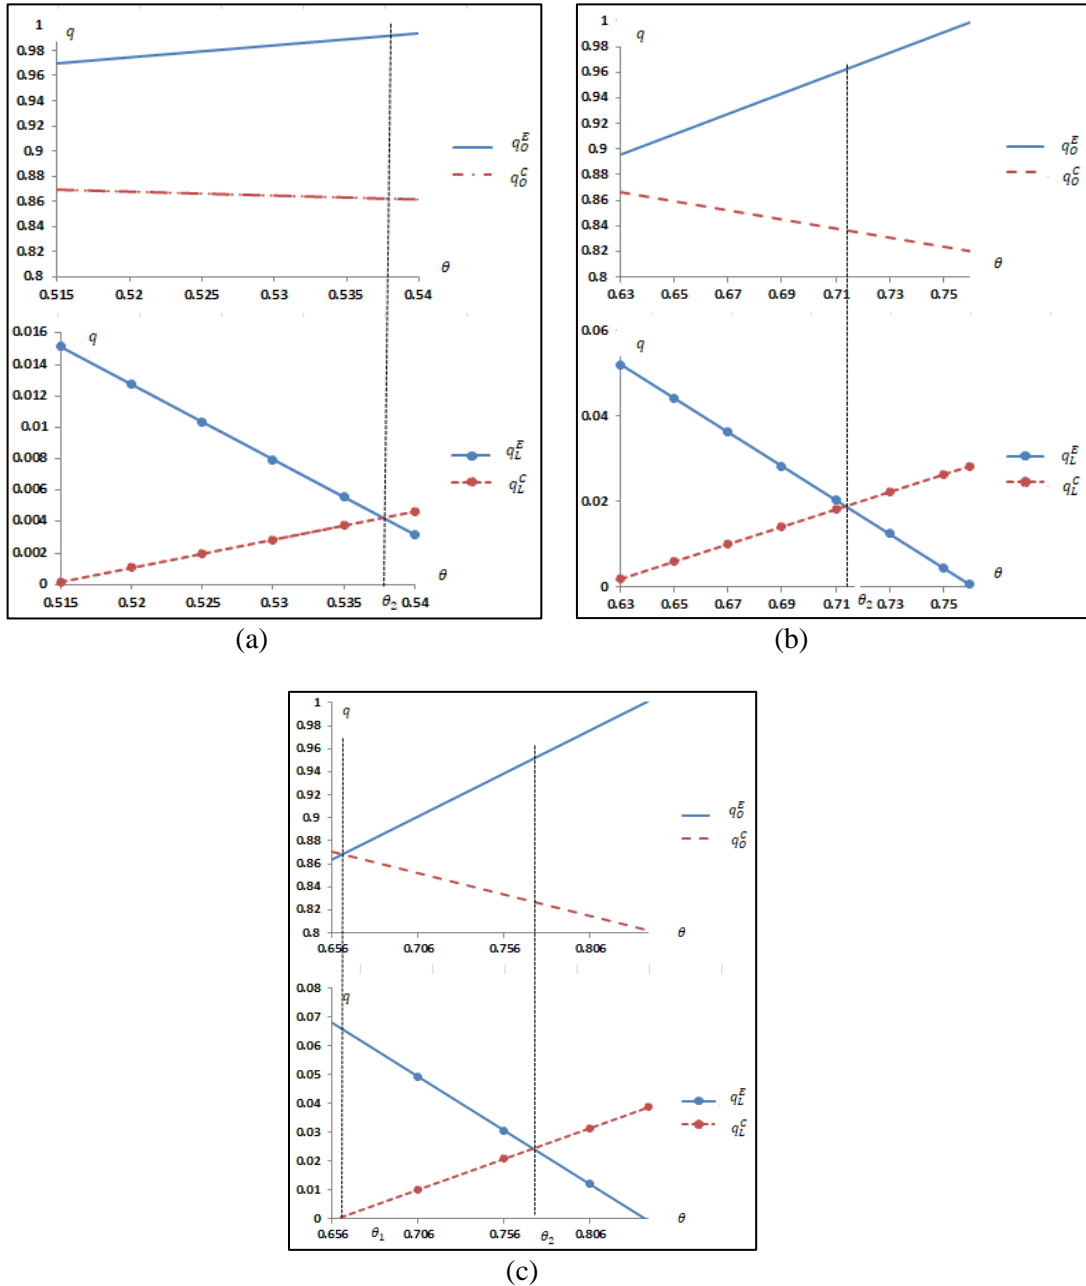 1
q
0.98
0.96
0.94
0.92
0.9
0.88
0.86
0.84
0.82
0.8
q_O^E
q_O^C
θ
0.515 0.52 0.525 0.53 0.535 0.54
0.016
q
0.014
0.012
0.01
0.008
0.006
0.004
0.002
0
q_L^E
q_L^C
θ
0.515 0.52 0.525 0.53 0.535 θ_2 0.54
(a)
1
q
0.98
0.96
0.94
0.92
0.9
0.88
0.86
0.84
0.82
0.8
q_O^E
q_O^C
θ
0.63 0.65 0.67 0.69 0.71 0.73 0.75
0.06
q
0.04
0.02
0
q_L^E
q_L^C
θ
0.63 0.65 0.67 0.69 0.71 θ_2 0.73 0.75
(b)
1
q
0.98
0.96
0.94
0.92
0.9
0.88
0.86
0.84
0.82
0.8
q_O^E
q_O^C
θ
0.656 0.706 0.756 0.806
0.08
q
0.07
0.06
0.05
0.04
0.03
0.02
0.01
0
q_L^E
q_L^C
θ
0.656 θ_1 0.706 0.756 θ_2 0.806
(c)